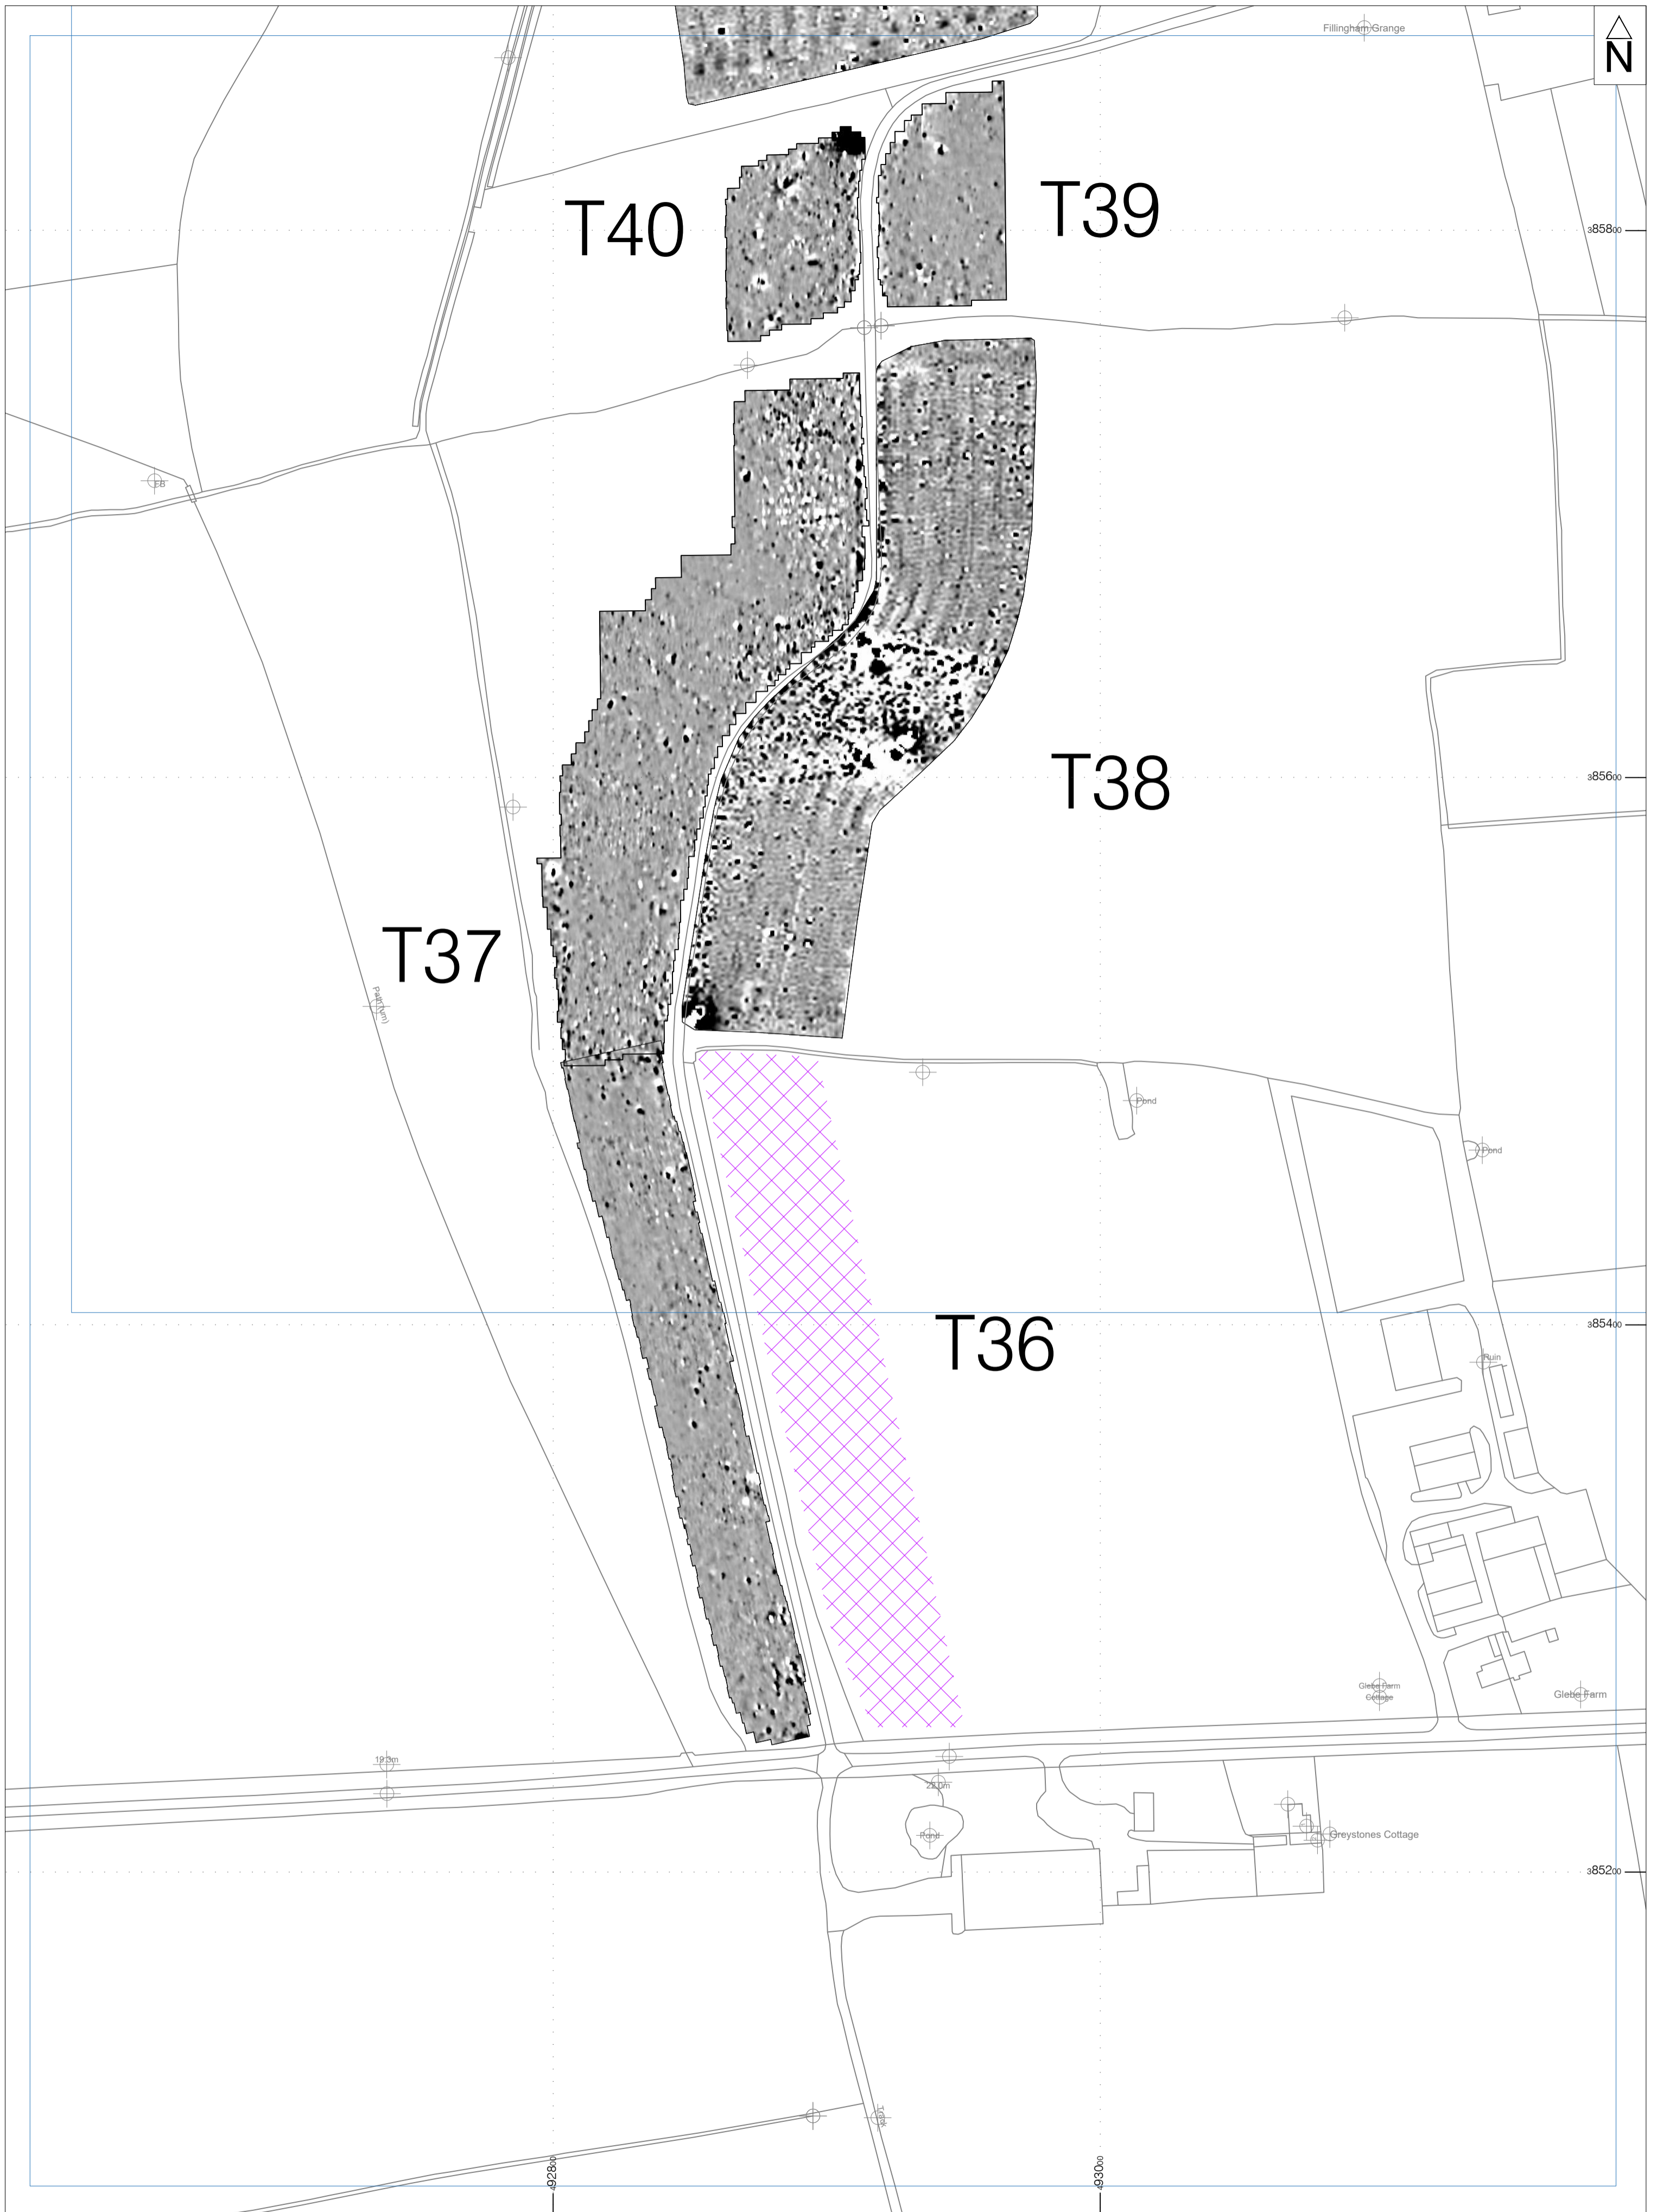 Fillingham Grange
N
T40
T39
385800
FB
T38
385600
T37
Path (um)
Pond
Pond
T36
Ruin
385400
Glebe Farm
Cottage
Glebe Farm
19.3m
22.0m
Pond
Greystones Cottage
385200
Track
492800
493000